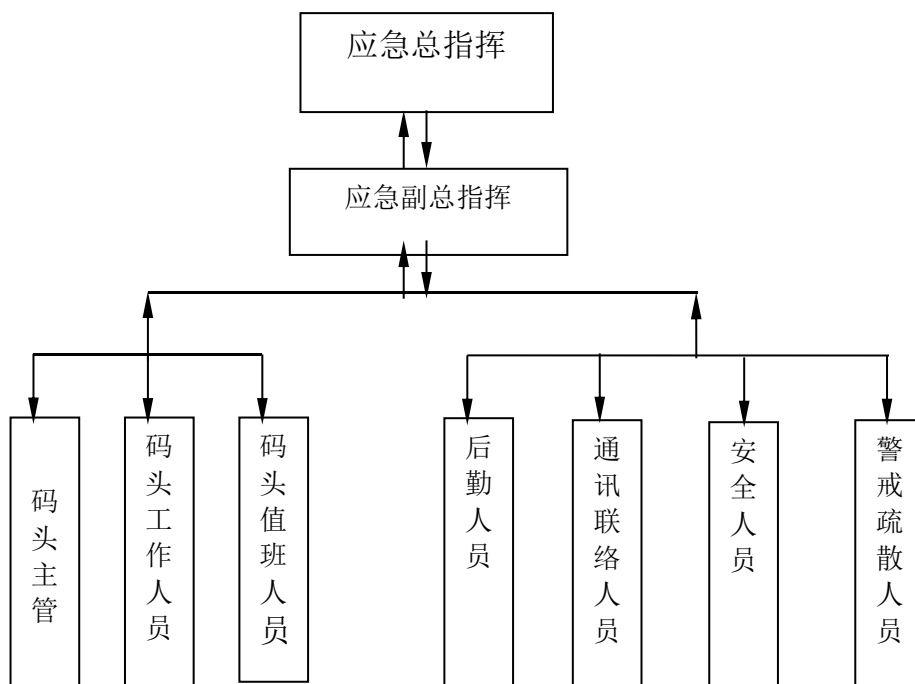 应急总指挥
应急副总指挥
码头主管
码头工作人员
码头值班人员
后勤人员
通讯联络人员
安全人员
警戒疏散人员